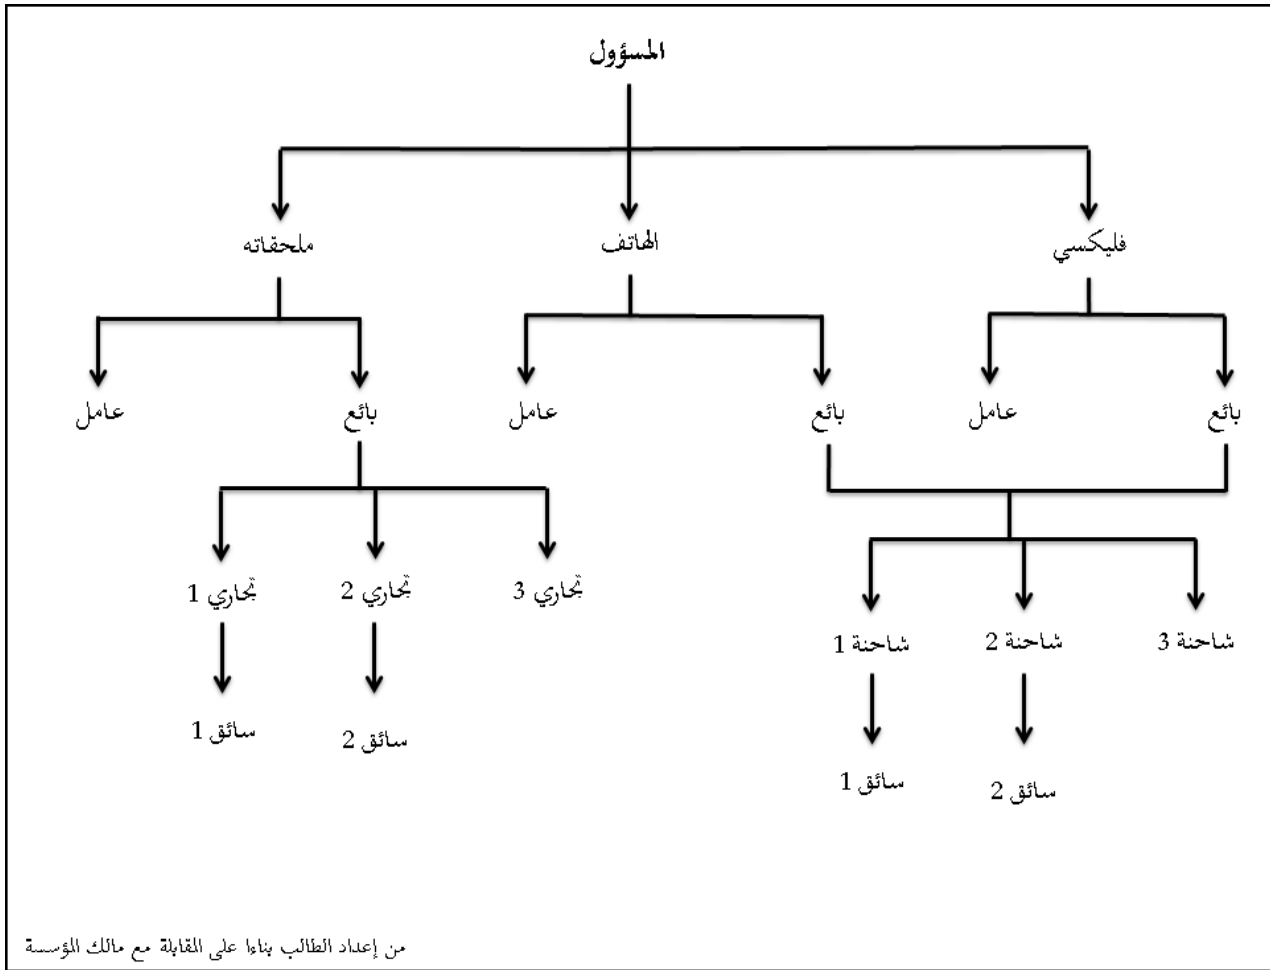 المسؤول
فليكسي
الهاتف
ملحقاته
بائع
عامل
بائع
عامل
بائع
عامل
تجاري 3
تجاري 2
تجاري 1
شاحنة 3
شاحنة 2
شاحنة 1
سائق 2
سائق 1
سائق 2
سائق 1
من إعداد الطالب بناءا على المقابلة مع مالك المؤسسة